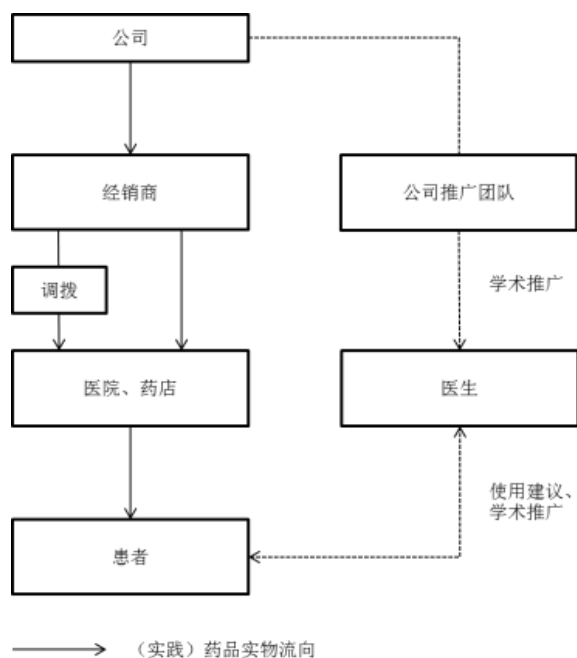 公司
经销商
公司推广团队
调拨
学术推广
医院、药店
医生
使用建议、
学术推广
患者
（实践）药品实物流向